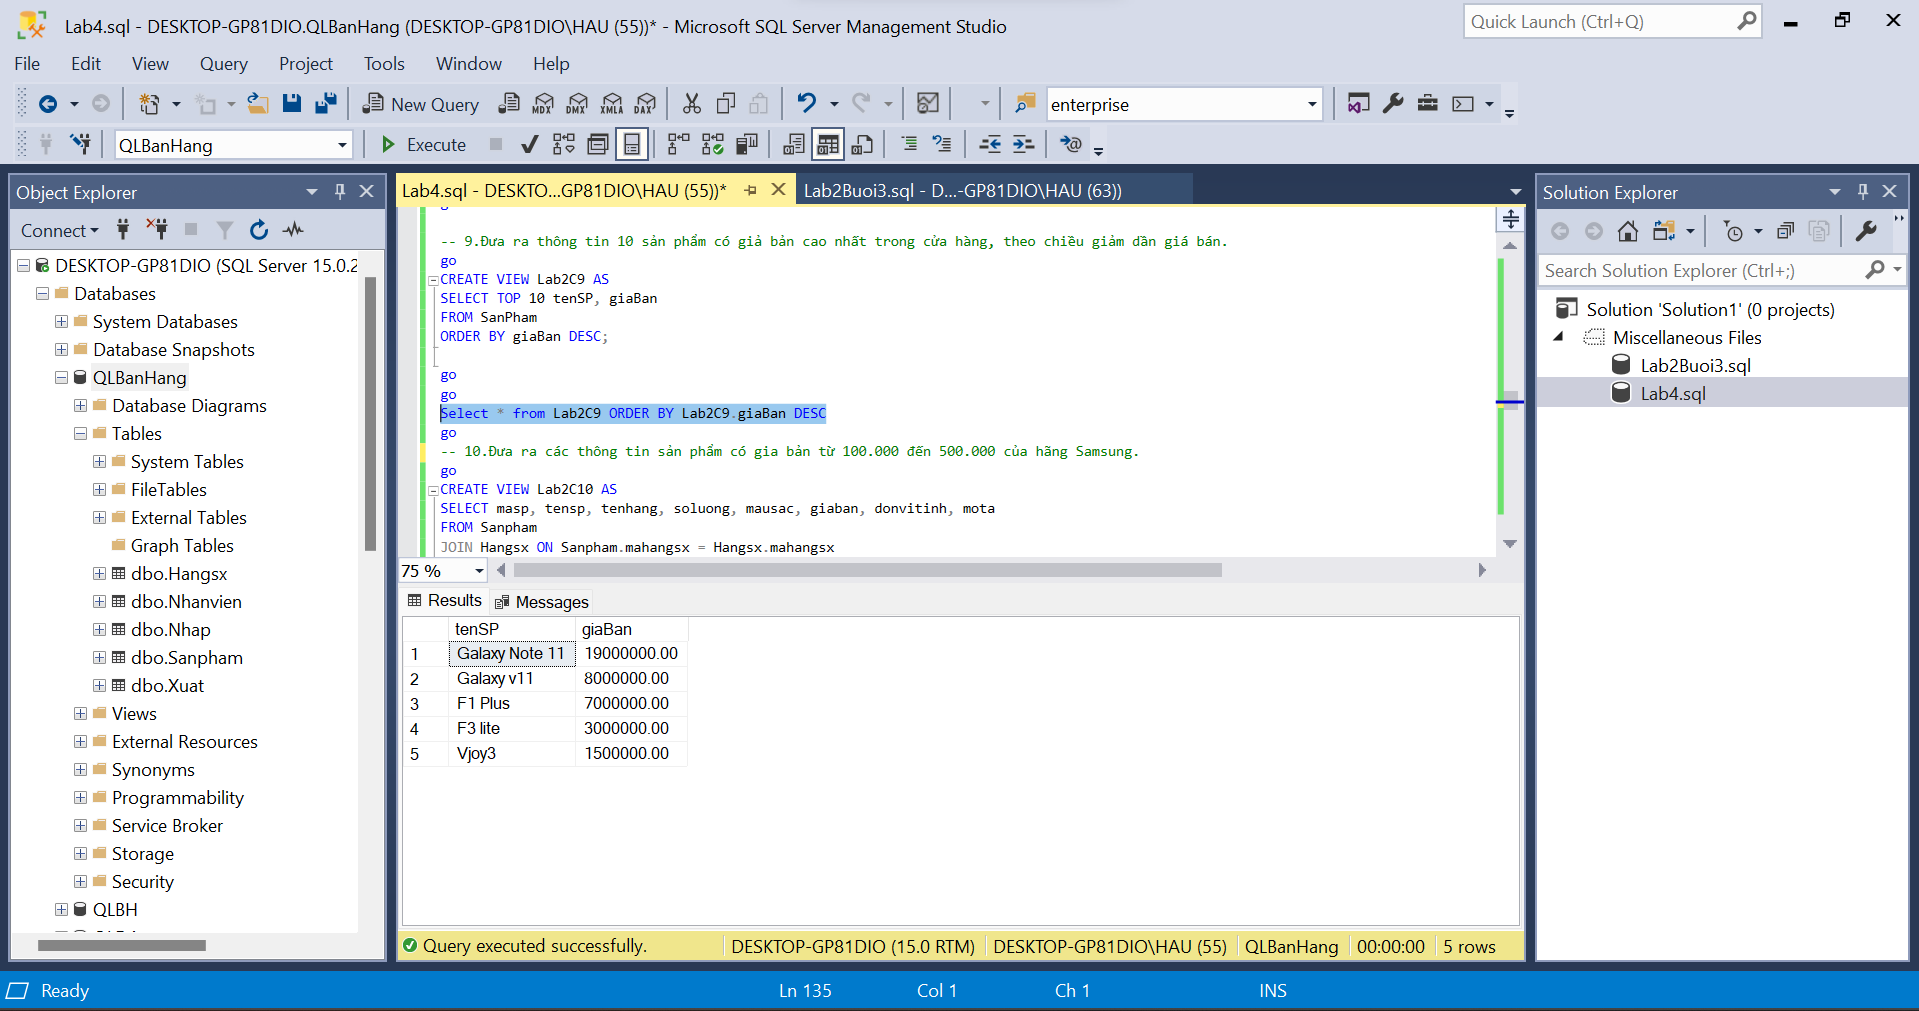 Lab4.sql - DESKTOP-GP81DIO.QLBanHang (DESKTOP-GP81DIO\HAU (55))* - Microsoft SQL Server Management Studio
Quick Launch (Ctrl+Q)
File Edit View Query Project Tools Window Help
New Query MDX DMX XMLA DAX enterprise
QLBanHang Execute
Object Explorer
Connect
DESKTOP-GP81DIO (SQL Server 15.0.2
Databases
System Databases
Database Snapshots
QLBanHang
Database Diagrams
Tables
System Tables
FileTables
External Tables
Graph Tables
dbo.Hangsx
dbo.Nhanvien
dbo.Nhap
dbo.Sanpham
dbo.Xuat
Views
External Resources
Synonyms
Programmability
Service Broker
Storage
Security
QLBH
Lab4.sql - DESKTO...GP81DIO\HAU (55))* Lab2Buoi3.sql - D...-GP81DIO\HAU (63))
-- 9.Đưa ra thông tin 10 sản phẩm có giả bản cao nhất trong cửa hàng, theo chiều giảm dần giá bán.
go
CREATE VIEW Lab2C9 AS
SELECT TOP 10 tenSP, giaBan
FROM SanPham
ORDER BY giaBan DESC;
go
go
Select * from Lab2C9 ORDER BY Lab2C9.giaBan DESC
go
-- 10.Đưa ra các thông tin sản phẩm có gia bản từ 100.000 đến 500.000 của hãng Samsung.
go
CREATE VIEW Lab2C10 AS
SELECT masp, tensp, tenhang, soluong, mausac, giaban, donvitinh, mota
FROM Sanpham
JOIN Hangsx ON Sanpham.mahangsx = Hangsx.mahangsx
75 %
Results Messages
tenSP giaBan
1 Galaxy Note 11 19000000.00
2 Galaxy v11 8000000.00
3 F1 Plus 7000000.00
4 F3 lite 3000000.00
5 Vjoy3 1500000.00
Query executed successfully. DESKTOP-GP81DIO (15.0 RTM) DESKTOP-GP81DIO\HAU (55) QLBanHang 00:00:00 5 rows
Solution Explorer
Search Solution Explorer (Ctrl+;)
Solution 'Solution1' (0 projects)
Miscellaneous Files
Lab2Buoi3.sql
Lab4.sql
Ready Ln 135 Col 1 Ch 1 INS